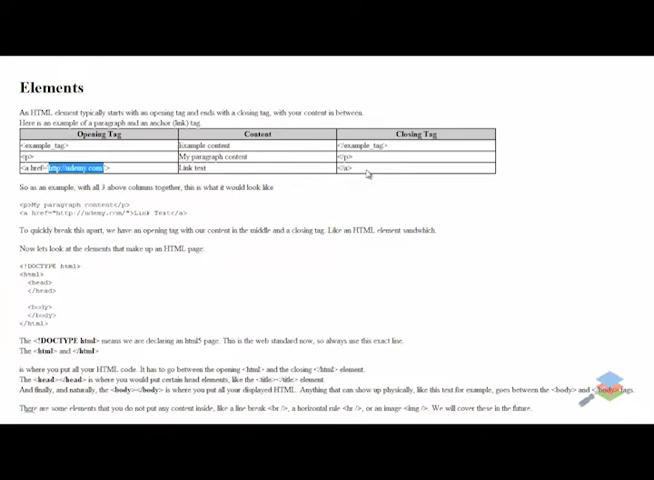 Elements
An HTML element typically starts with an opening tag and ends with a closing tag, with your content in between.
Here is an example of a paragraph and an anchor (link) tag.
Opening Tag Content Closing Tag
<example_tag> Example content </example_tag>
<p> My paragraph content </p>
<a href="http://udemy.com"> Link text </a>
So as an example, with all 3 above columns together, this is what it would look like
<p>My paragraph content</p>
<a href="http://udemy.com/">Link Text</a>
To quickly break this apart, we have an opening tag with our content in the middle and a closing tag. Like an HTML element sandwhich.
Now lets look at the elements that make up an HTML page.
<!DOCTYPE html>
<html>
<head>
</head>
<body>
</body>
</html>
The <!DOCTYPE html> means we are declaring an html5 page. This is the web standard now, so always use this exact line.
The <html> and </html>
is where you put all your HTML code. It has to go between the opening <html> and the closing </html> element.
The <head></head> is where you would put certain head elements, like the <title></title> element.
And finally, and naturally, the <body></body> is where you put all your displayed HTML. Anything that can show up physically, like this text for example, goes between the <body> and </body> tags.
There are some elements that you do not put any content inside, like a line break <br />, a horizontal rule <hr />, or an image <img />. We will cover these in the future.